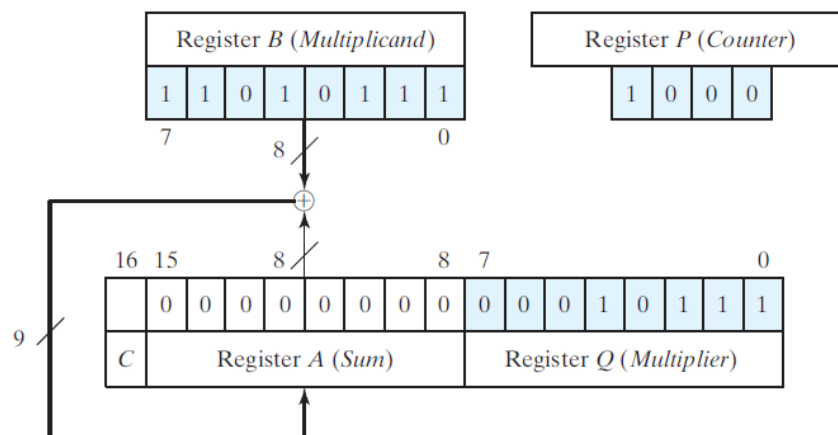 Register B (Multiplicand) Register P (Counter)
1 1 0 1 0 1 1 1 1 0 0 0
7 8 0
+
16 15 8 8 7 0
0 0 0 0 0 0 0 0 0 0 0 1 0 1 1 1
9
C Register A (Sum) Register Q (Multiplier)